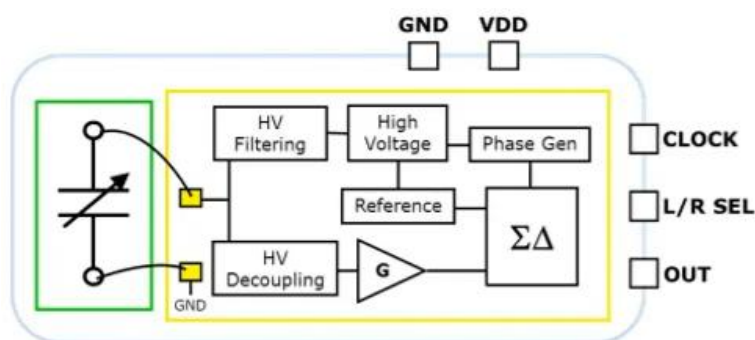 GND VDD
HV
Filtering
High
Voltage
Phase Gen
CLOCK
Reference
L/R SEL
ΣΔ
HV
Decoupling
G
OUT
GND